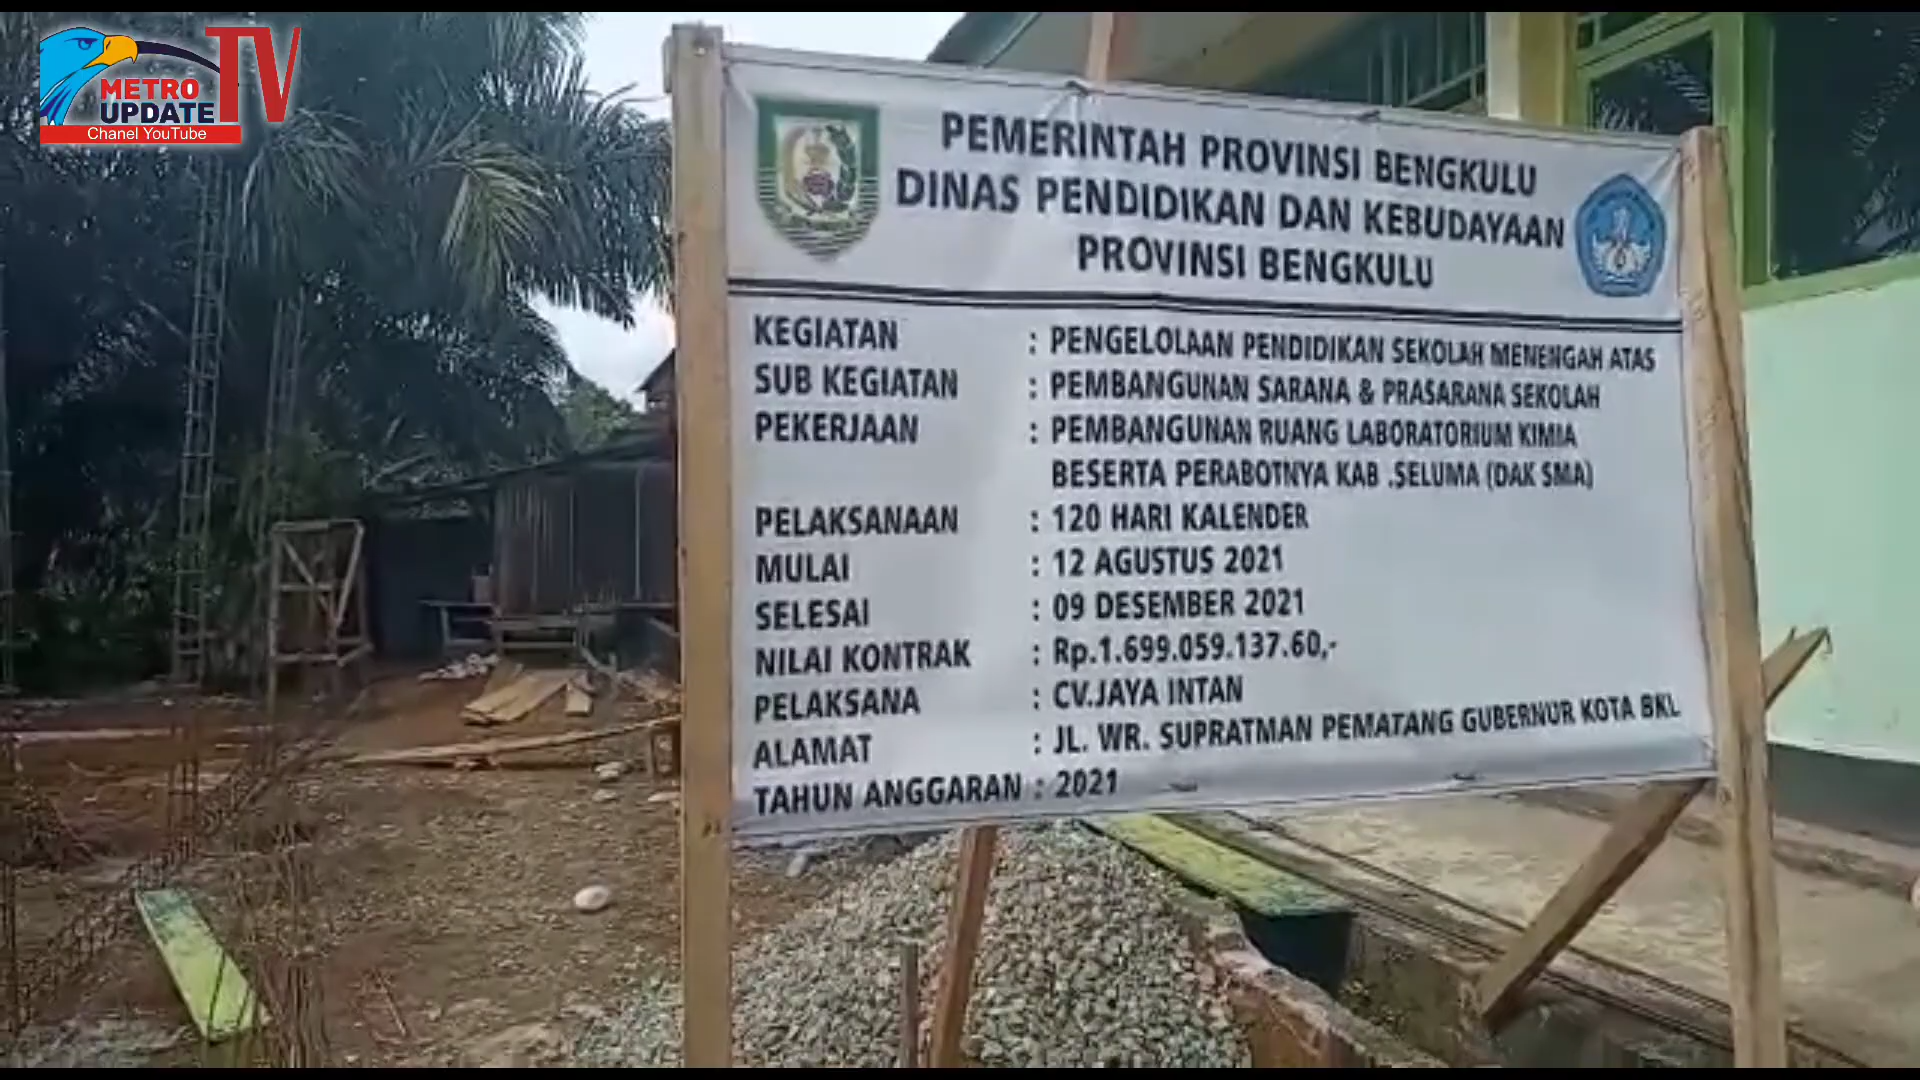 METRO
UPDATE
TV
Chanel YouTube
PEMERINTAH PROVINSI BENGKULU
DINAS PENDIDIKAN DAN KEBUDAYAAN
PROVINSI BENGKULU
KEGIATAN : PENGELOLAAN PENDIDIKAN SEKOLAH MENENGAH ATAS
SUB KEGIATAN : PEMBANGUNAN SARANA & PRASARANA SEKOLAH
PEKERJAAN : PEMBANGUNAN RUANG LABORATORIUM KIMIA
BESERTA PERABOTNYA KAB .SELUMA (DAK SMA)
PELAKSANAAN : 120 HARI KALENDER
MULAI : 12 AGUSTUS 2021
SELESAI : 09 DESEMBER 2021
NILAI KONTRAK : Rp.1.699.059.137.60,-
PELAKSANA : CV.JAYA INTAN
ALAMAT : JL. WR. SUPRATMAN PEMATANG GUBERNUR KOTA BKL
TAHUN ANGGARAN : 2021